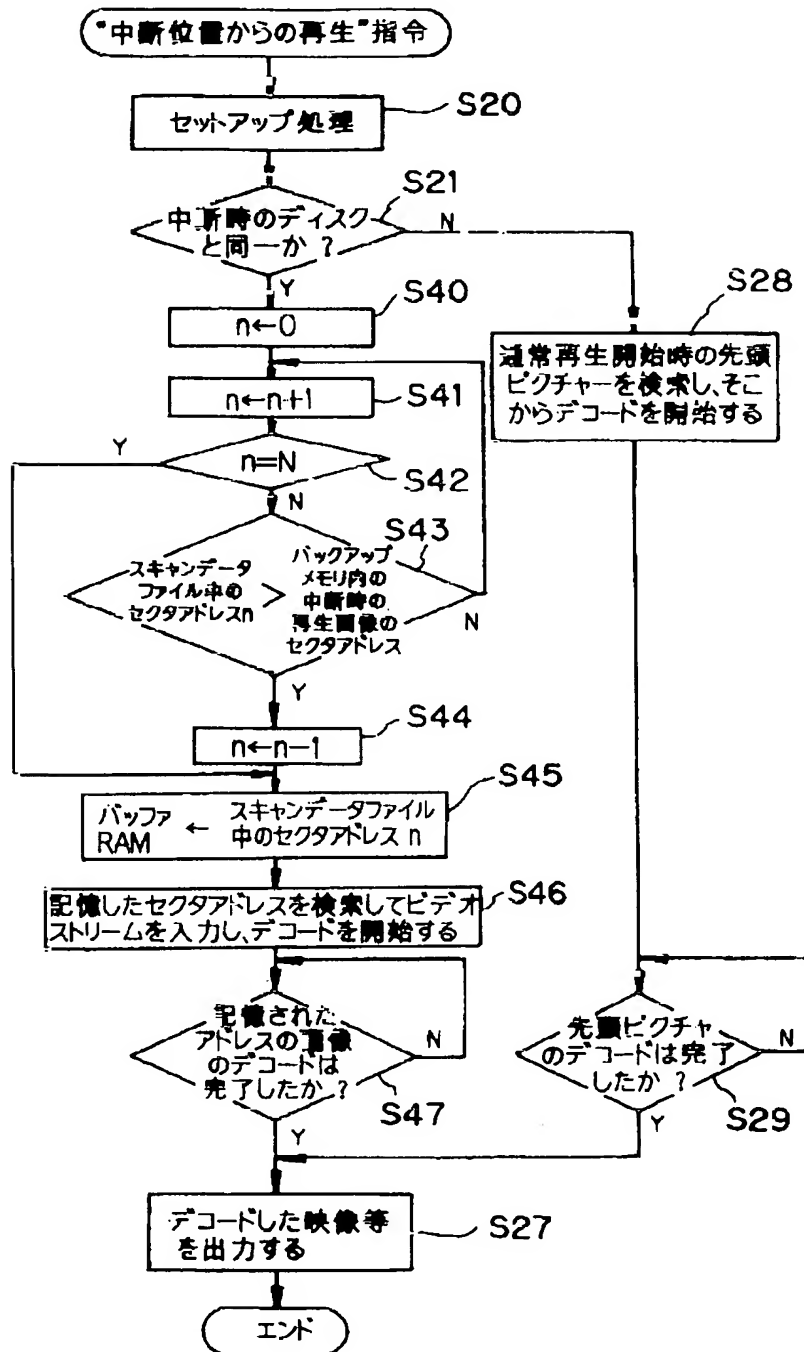 "中断位置からの再生"指令
セットアップ処理
S20
中断時のディスク
と同一か？
S21
N
Y
n←0
S40
n←n+1
S41
n=N
S42
Y
N
スキャンデータ
ファイル中の
セクタアドレスn
>
バックアップ
メモリ内の
中断時の
再生画像の
セクタアドレス
S43
N
Y
n←n−1
S44
バッファ
RAM
←
スキャンデータファイル
中のセクタアドレス n
S45
記憶したセクタアドレスを検索してビデオ
ストリームを入力し、デコードを開始する
S46
記憶された
アドレスの画像
のデコードは
完了したか？
S47
N
Y
S28
通常再生開始時の先頭
ピクチャーを検索し、そこ
からデコードを開始する
先頭ピクチャ
のデコードは完了
したか？
S29
N
Y
デコードした映像等
を出力する
S27
エンド